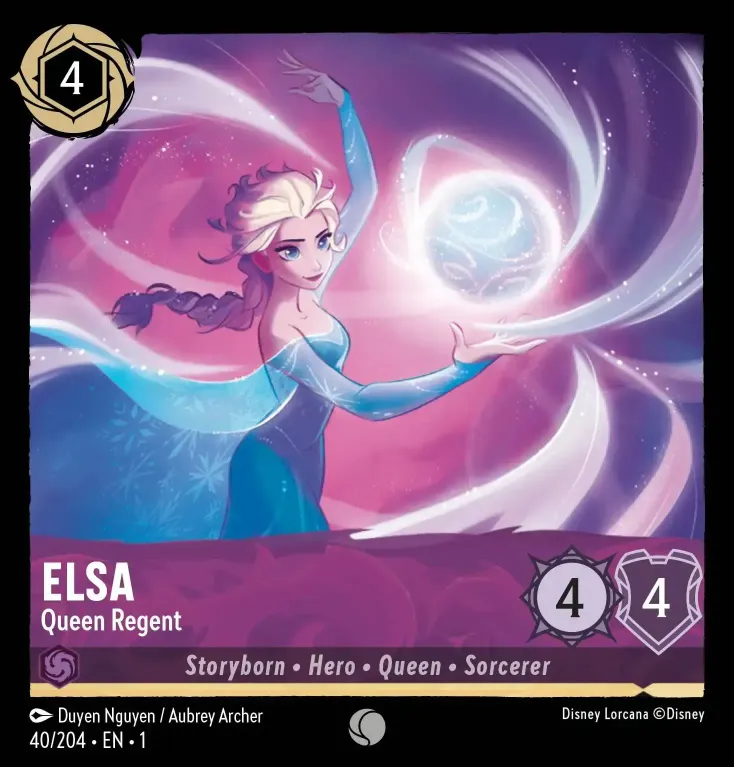 4
ELSA
Queen Regent
4 4
Storyborn • Hero • Queen • Sorcerer
Duyen Nguyen / Aubrey Archer
Disney Lorcana ©Disney
40/204 • EN • 1